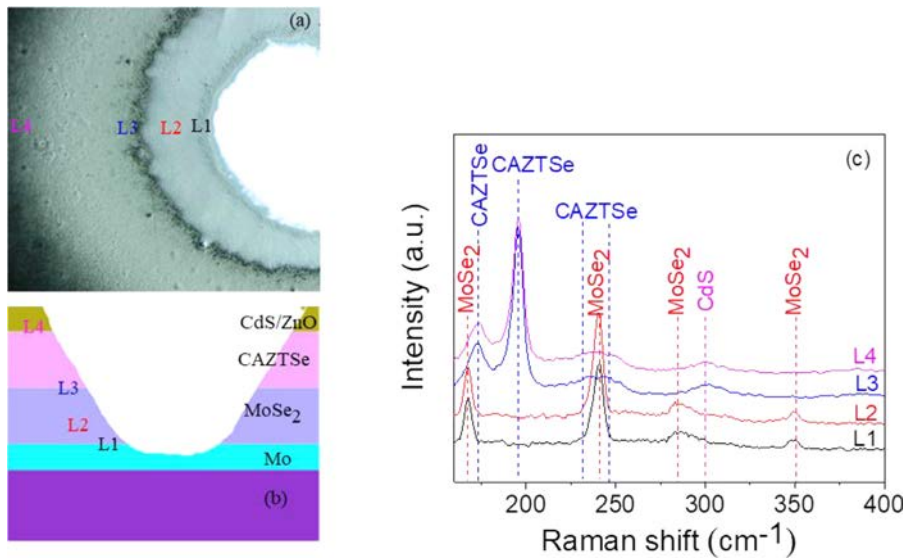 (a)
L4
L3
L2
L1
CdS/ZnO
L4
CAZTSe
L3
MoSe2
L2
L1
Mo
(b)
(c)
CAZTSe
CAZTSe
CAZTSe
MoSe2
MoSe2
MoSe2
CdS
MoSe2
L4
L3
L2
L1
Intensity (a.u.)
200 250 300 350 400
Raman shift (cm-1)